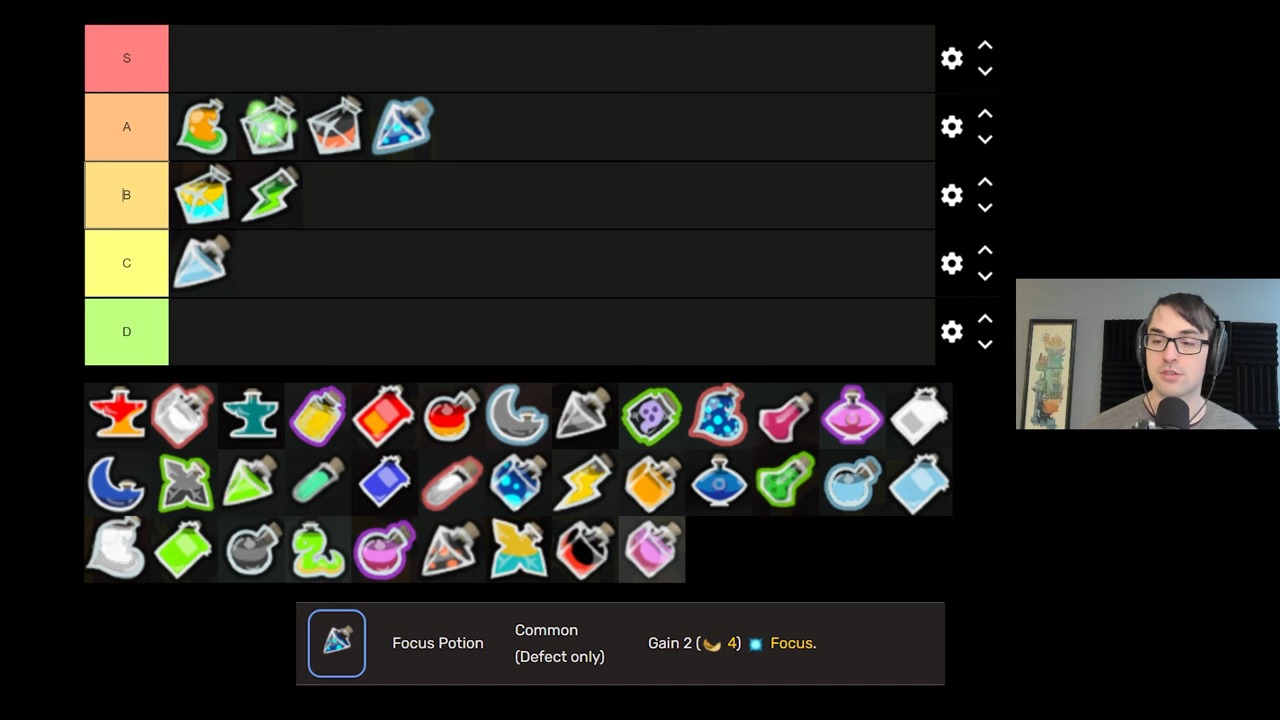 S
A
B
C
D
Focus Potion
Common
(Defect only)
Gain 2 ( 4) Focus.